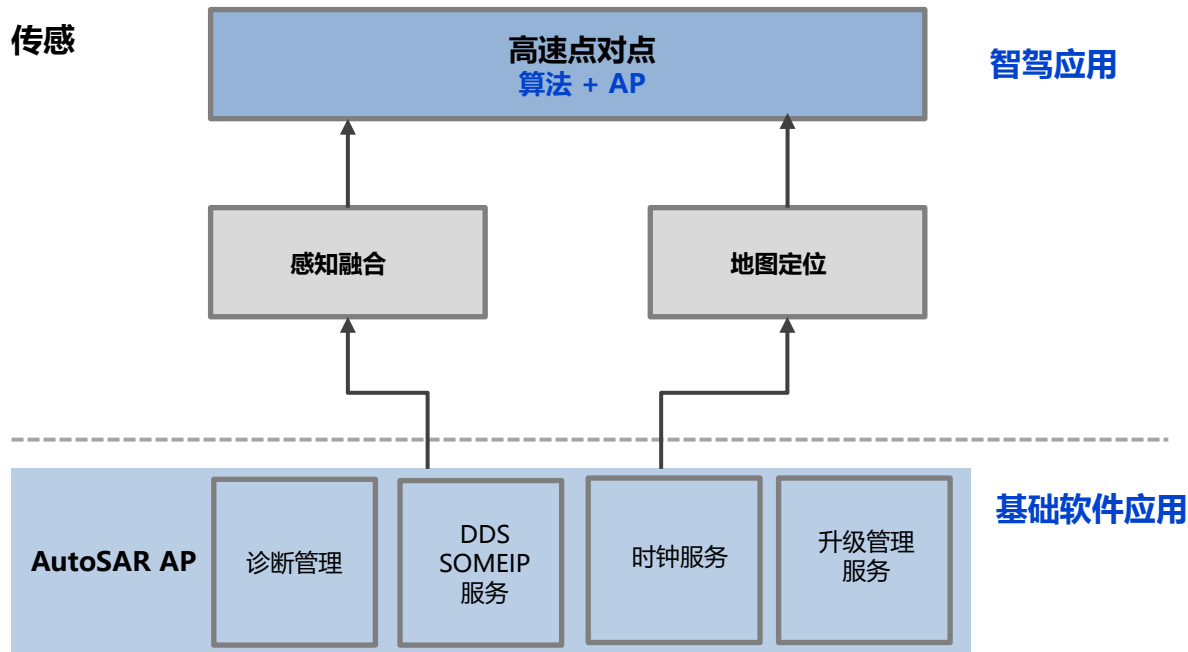 传感
高速点对点
算法 + AP
智驾应用
感知融合
地图定位
AutoSAR AP
诊断管理
DDS
SOMEIP
服务
时钟服务
升级管理
服务
基础软件应用